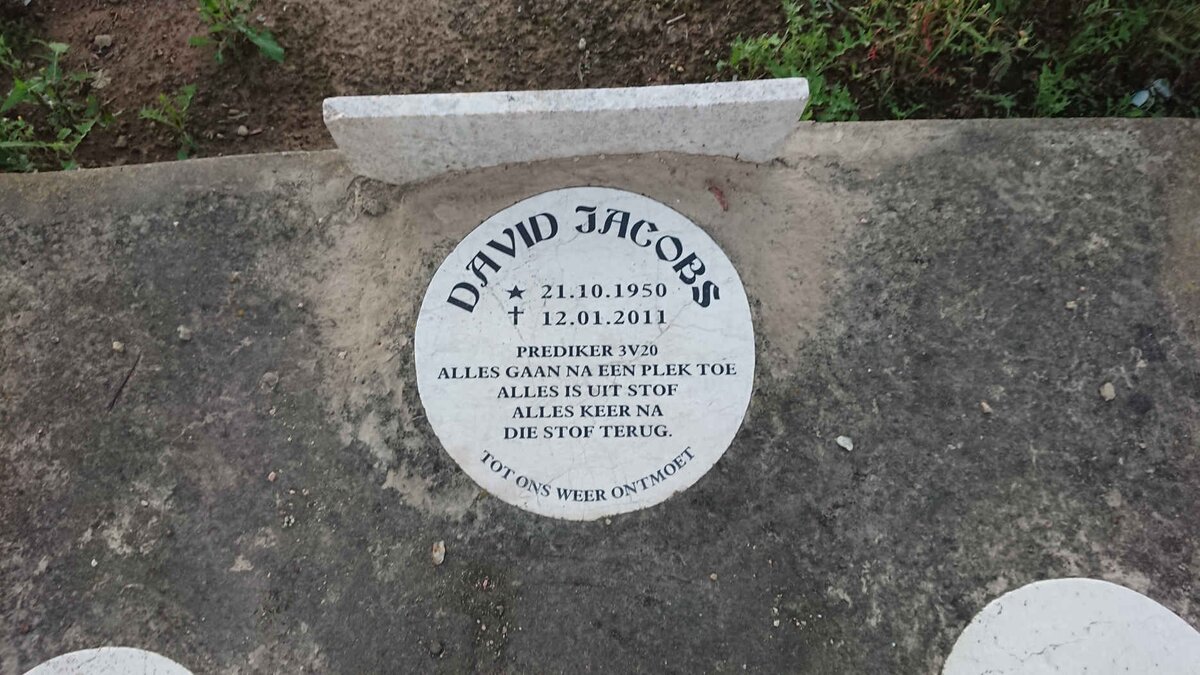 DAVID JACOBS
★ 21.10.1950
✝ 12.01.2011
PREDIKER 3V20
ALLES GAAN NA EEN PLEK TOE
ALLES IS UIT STOF
ALLES KEER NA
DIE STOF TERUG.
TOT ONS WEER ONTMOET